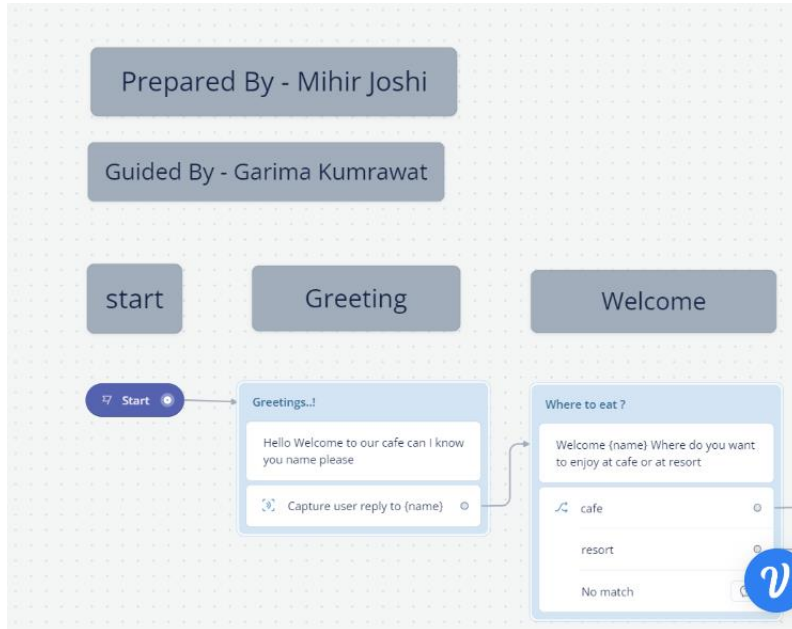 Prepared By - Mihir Joshi
Guided By - Garima Kumrawat
start
Greeting
Welcome
Start
Greetings..!
Hello Welcome to our cafe can I know
you name please
Capture user reply to {name}
Where to eat ?
Welcome {name} Where do you want
to enjoy at cafe or at resort
cafe
resort
No match